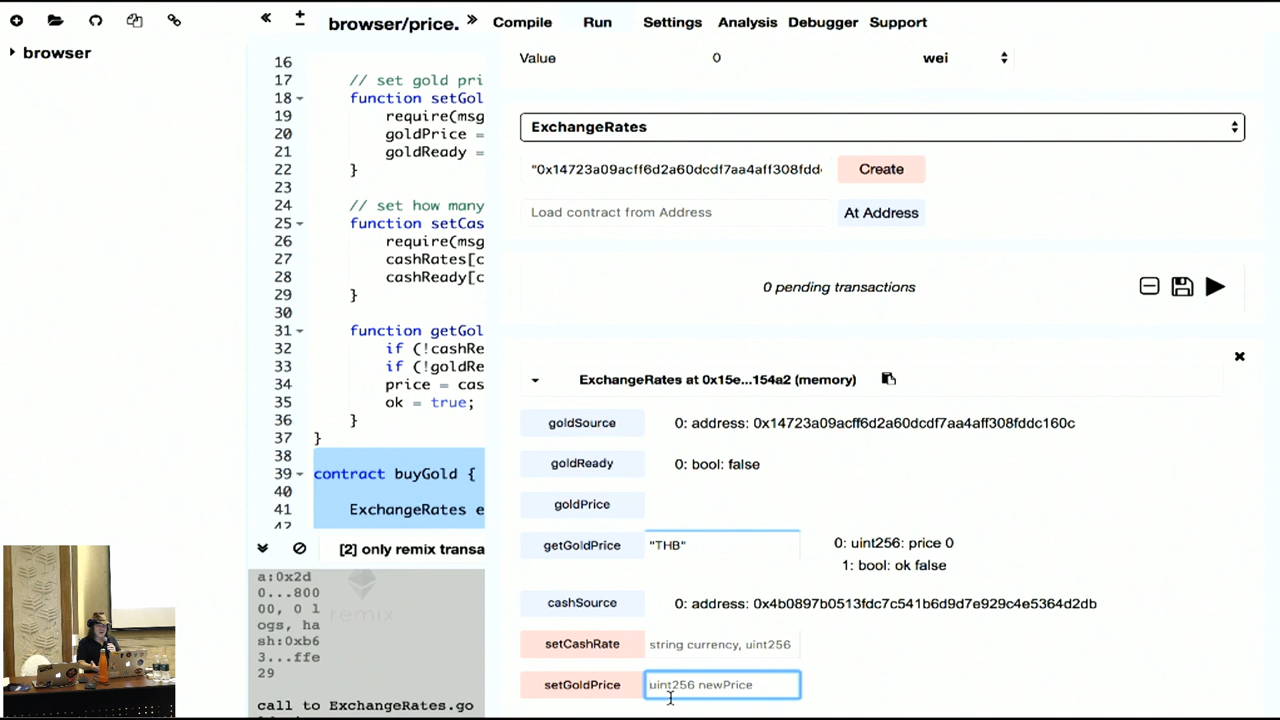 browser/price.
Compile Run Settings Analysis Debugger Support
browser
Value 0 wei
ExchangeRates
"0x14723a09acff6d2a60dcdf7aa4aff308fddc Create
Load contract from Address At Address
0 pending transactions
ExchangeRates at 0x15e...154a2 (memory)
goldSource 0: address: 0x14723a09acff6d2a60dcdf7aa4aff308fddc160c
goldReady 0: bool: false
goldPrice
getGoldPrice "THB" 0: uint256: price 0
1: bool: ok false
cashSource 0: address: 0x4b0897b0513fdc7c541b6d9d7e929c4e5364d2db
setCashRate string currency, uint256
setGoldPrice uint256 newPrice
16
17 // set gold pri
18 function setGol
19 require(msg
20 goldPrice =
21 goldReady =
22 }
23
24 // set how many
25 function setCas
26 require(msg
27 cashRates[c
28 cashReady[c
29 }
30
31 function getGol
32 if (!cashRe
33 if (!goldRe
34 price = cas
35 ok = true;
36 }
37 }
38
39 contract buyGold {
40
41 ExchangeRates e
42
[2] only remix transa
remix
a:0x2d
0...800
00, 0 l
ogs, ha
sh:0xb6
3...ffe
29
call to ExchangeRates.go